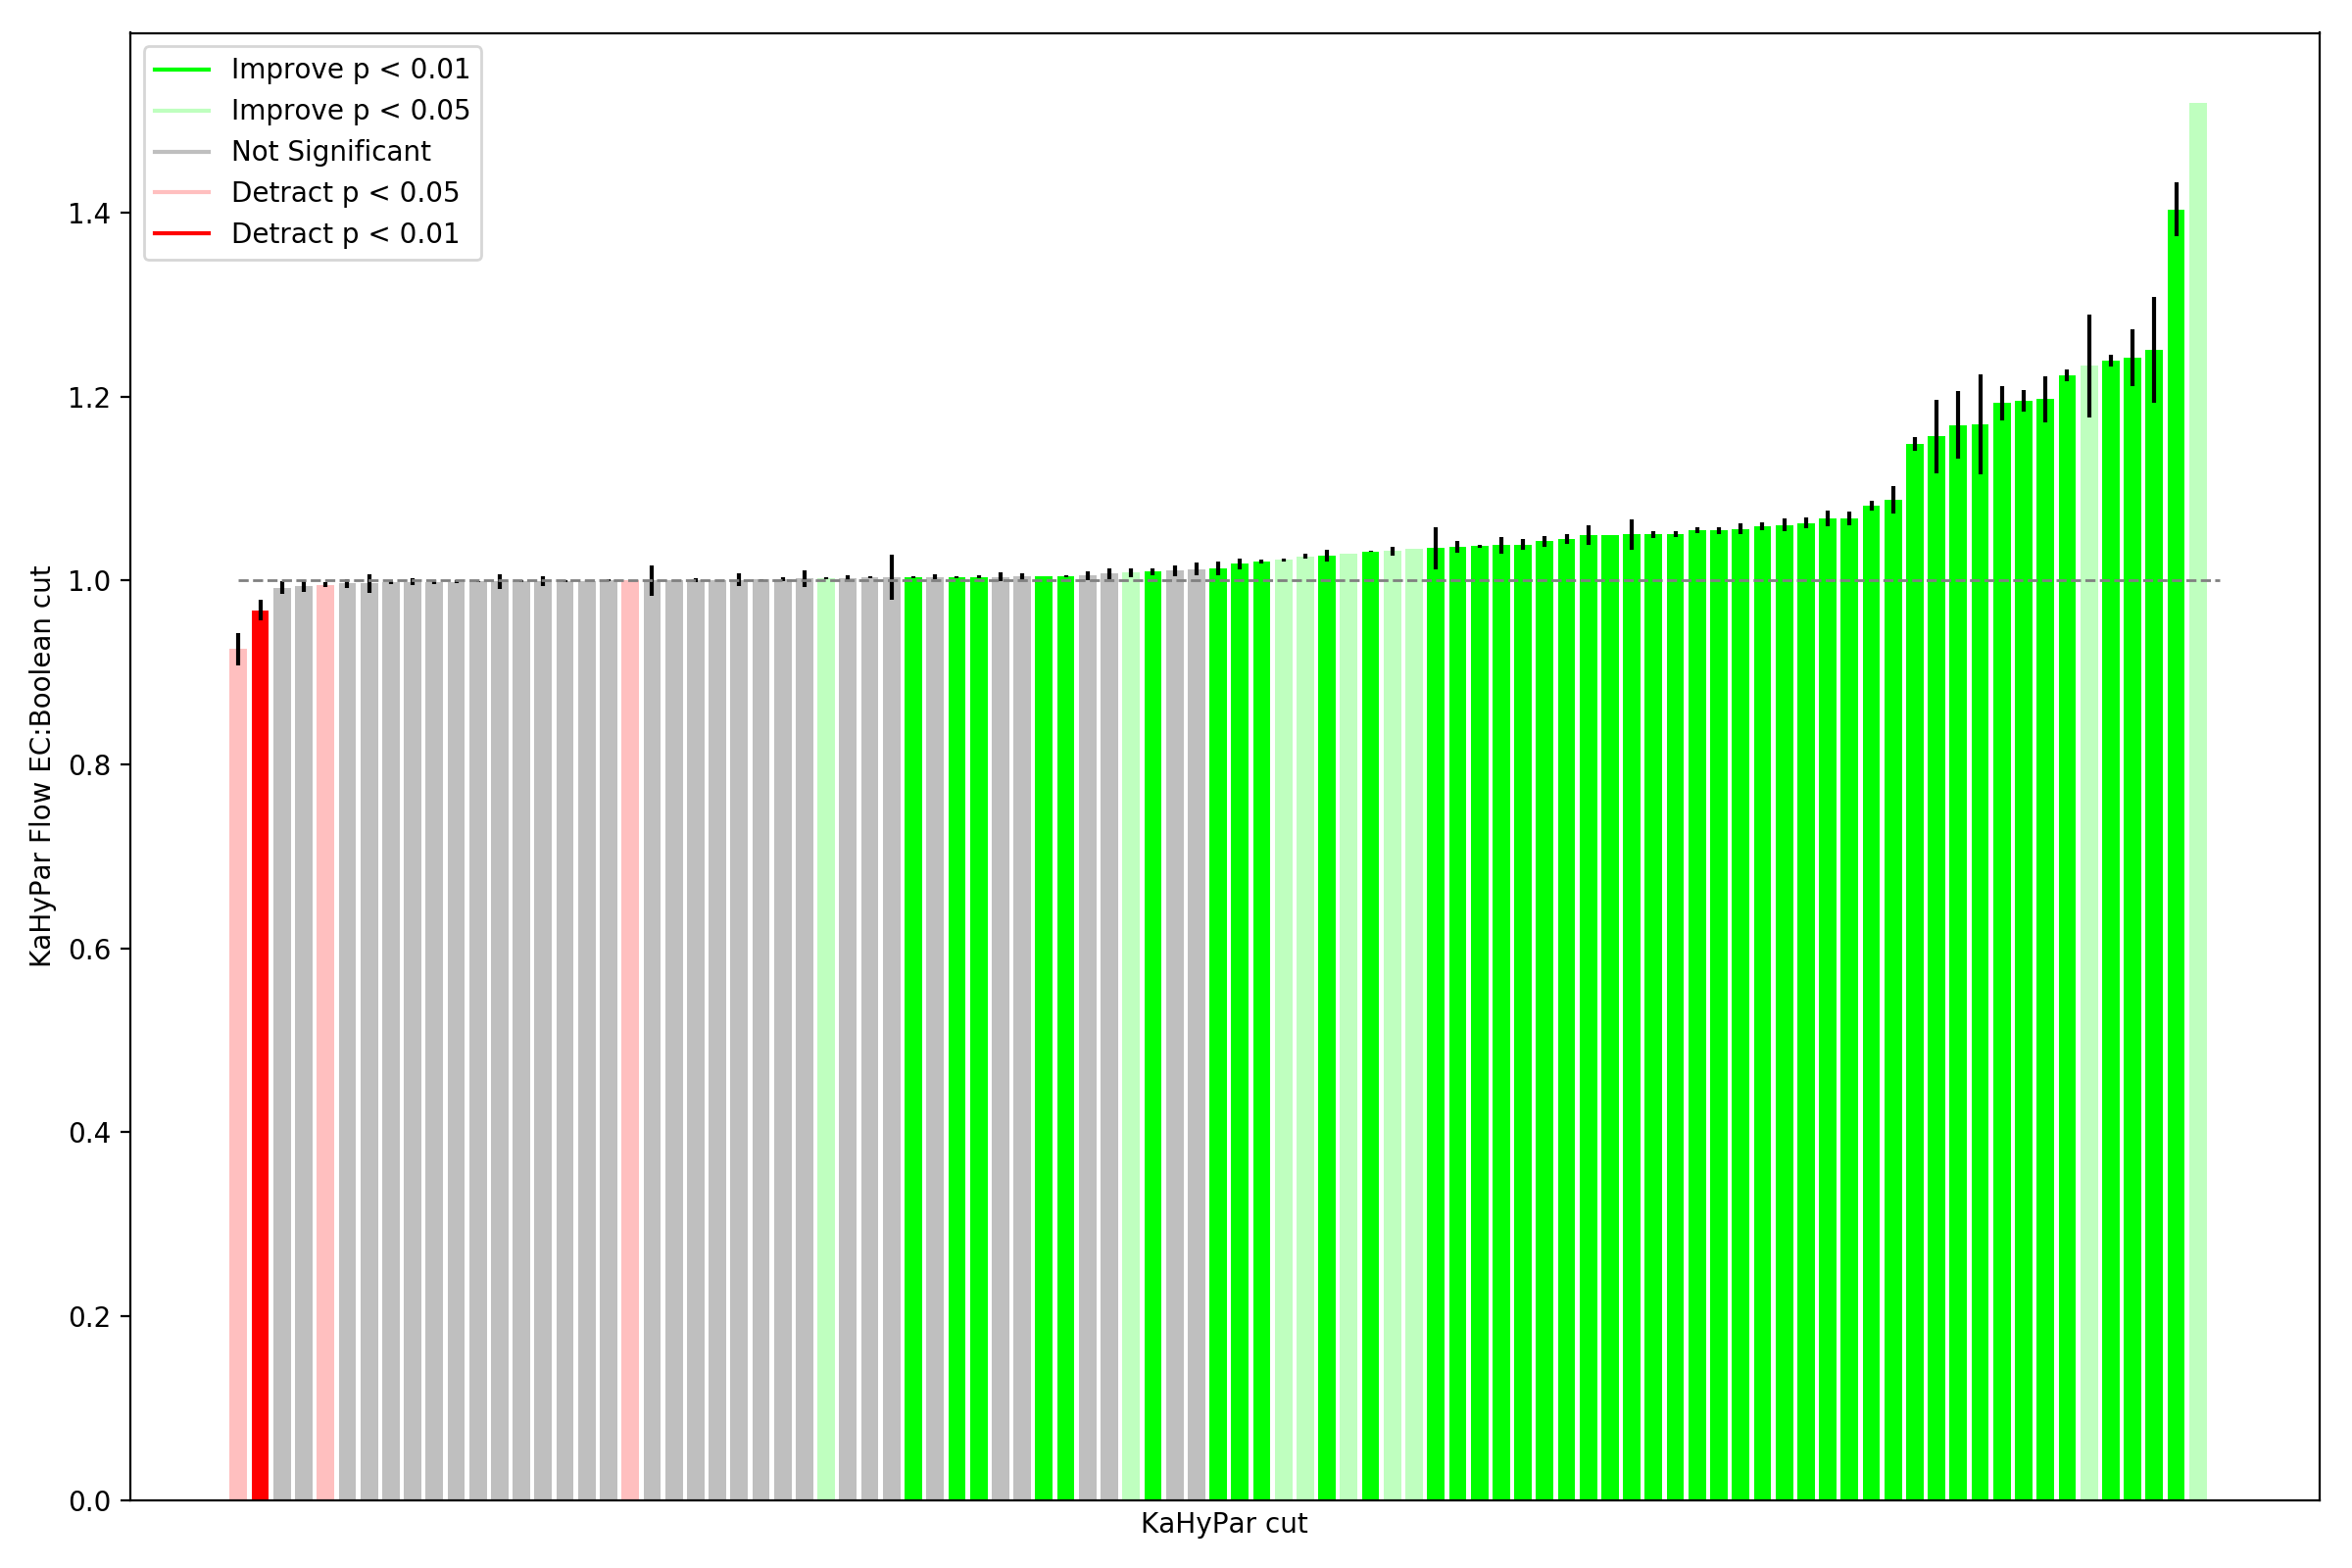 Improve p < 0.01
Improve p < 0.05
Not Significant
Detract p < 0.05
Detract p < 0.01
1.4
1.2
1.0
0.8
0.6
0.4
0.2
0.0
KaHyPar Flow EC:Boolean cut
KaHyPar cut